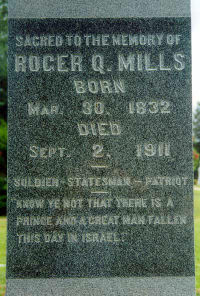 SACRED TO THE MEMORY OF
ROGER Q. MILLS
BORN
MAR. 30, 1832
DIED
SEPT. 2, 1911
SOLDIER – STATESMAN – PATRIOT
KNOW YE NOT THAT THERE IS A
PRINCE AND A GREAT MAN FALLEN
THIS DAY IN ISRAEL?